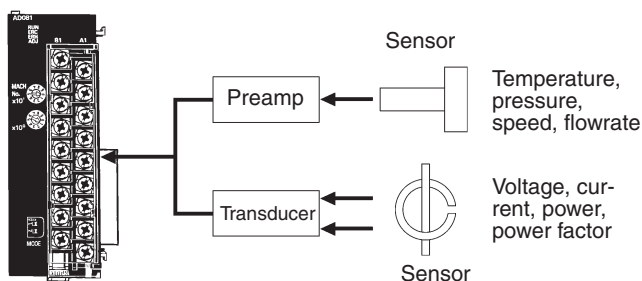 AD081
RUN
ERC
ERH
ADJ
B1 A1
MACH
No.
x10¹
x10⁰
MODE
Sensor
Preamp
Temperature,
pressure,
speed, flowrate
Transducer
Voltage, cur-
rent, power,
power factor
Sensor